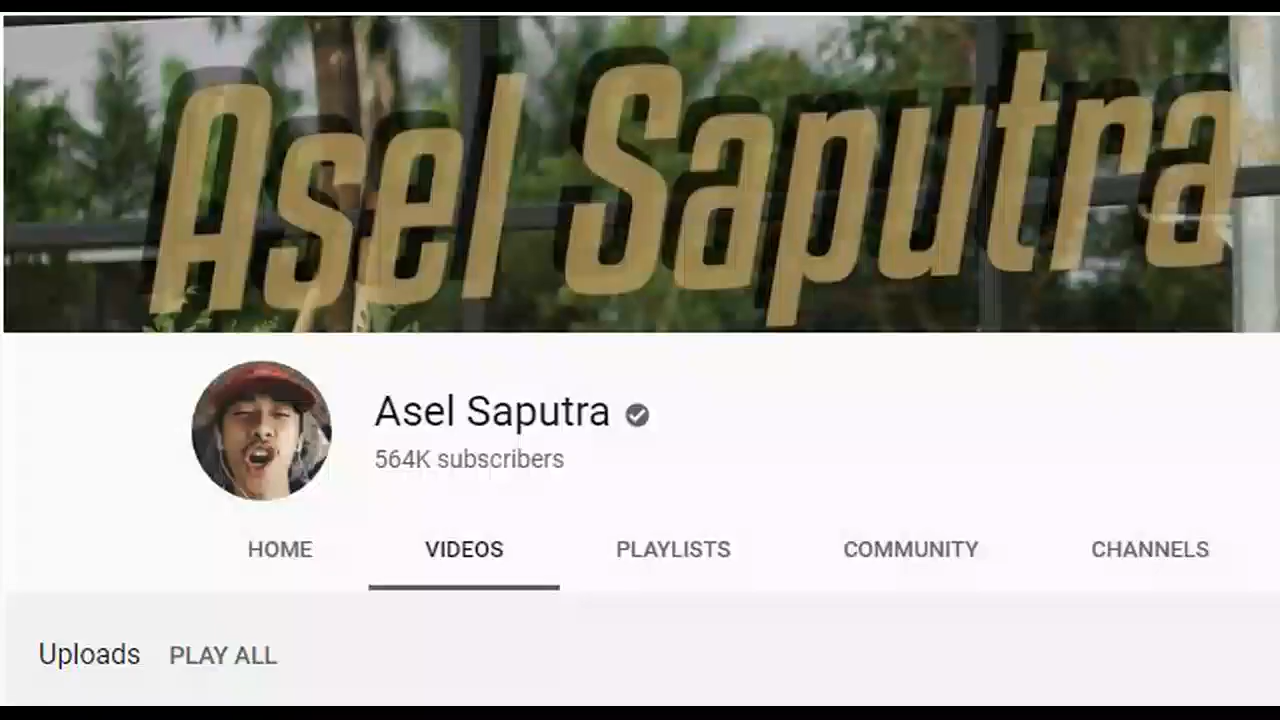 Asel Saputra
Asel Saputra
564K subscribers
HOME VIDEOS PLAYLISTS COMMUNITY CHANNELS
Uploads PLAY ALL